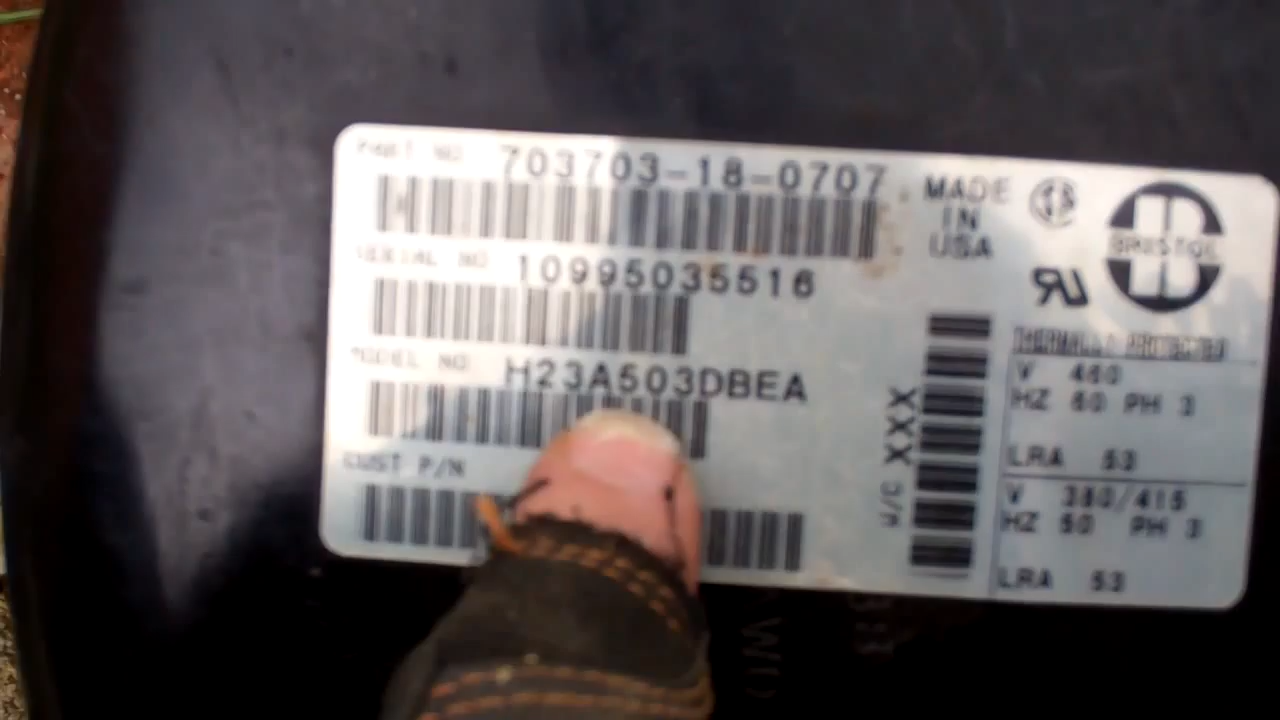 PART NO 703703-18-0707
SERIAL NO 10995035516
MODEL NO H23A503DBEA
CUST P/N
MADE
IN
USA
BRISTOL
THERMALLY PROTECTED
V 460
HZ 60 PH 3
LRA 53
V 380/415
HZ 50 PH 3
LRA 53
XXX